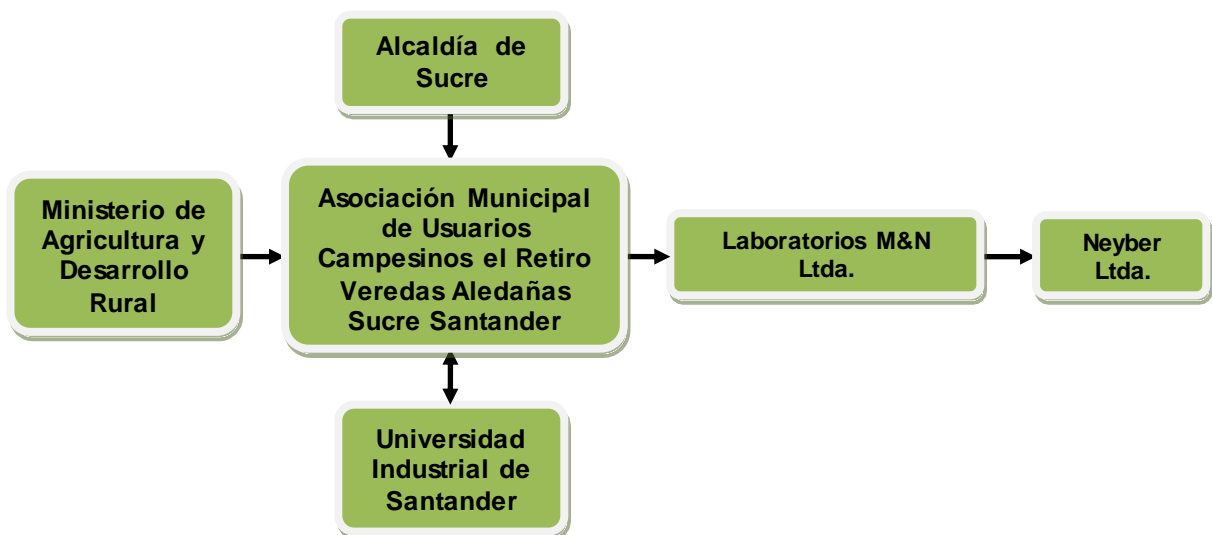 Alcaldía de
Sucre
Ministerio de
Agricultura y
Desarrollo
Rural
Asociación Municipal
de Usuarios
Campesinos el Retiro
Veredas Aledañas
Sucre Santander
Laboratorios M&N
Ltda.
Neyber
Ltda.
Universidad
Industrial de
Santander